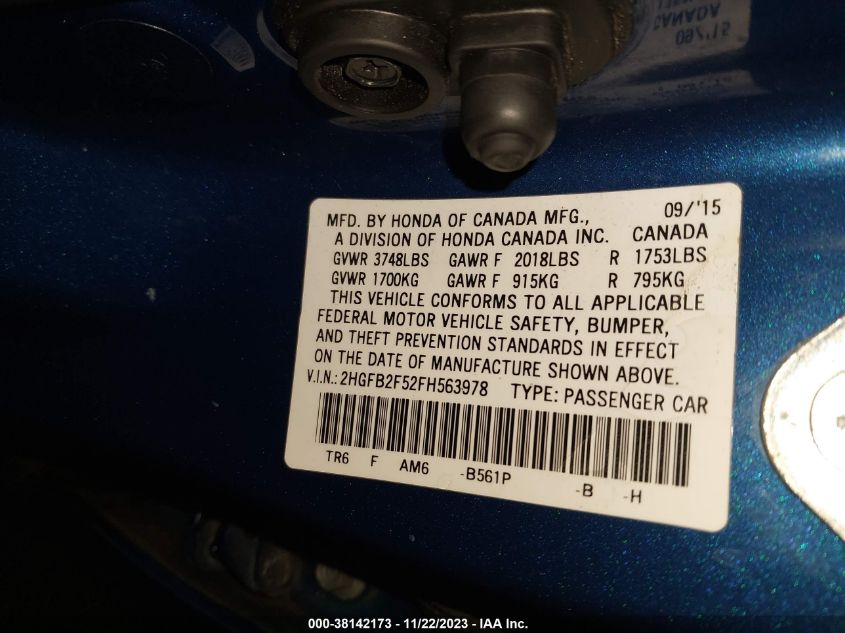 MFD. BY HONDA OF CANADA MFG., 09/'15
A DIVISION OF HONDA CANADA INC. CANADA
GVWR 3748LBS GAWR F 2018LBS R 1753LBS
GVWR 1700KG GAWR F 915KG R 795KG
THIS VEHICLE CONFORMS TO ALL APPLICABLE
FEDERAL MOTOR VEHICLE SAFETY, BUMPER,
AND THEFT PREVENTION STANDARDS IN EFFECT
ON THE DATE OF MANUFACTURE SHOWN ABOVE.
V.I.N.: 2HGFB2F52FH563978 TYPE: PASSENGER CAR
TR6 F AM6 -B561P -B -H
000-38142173 - 11/22/2023 - IAA Inc.